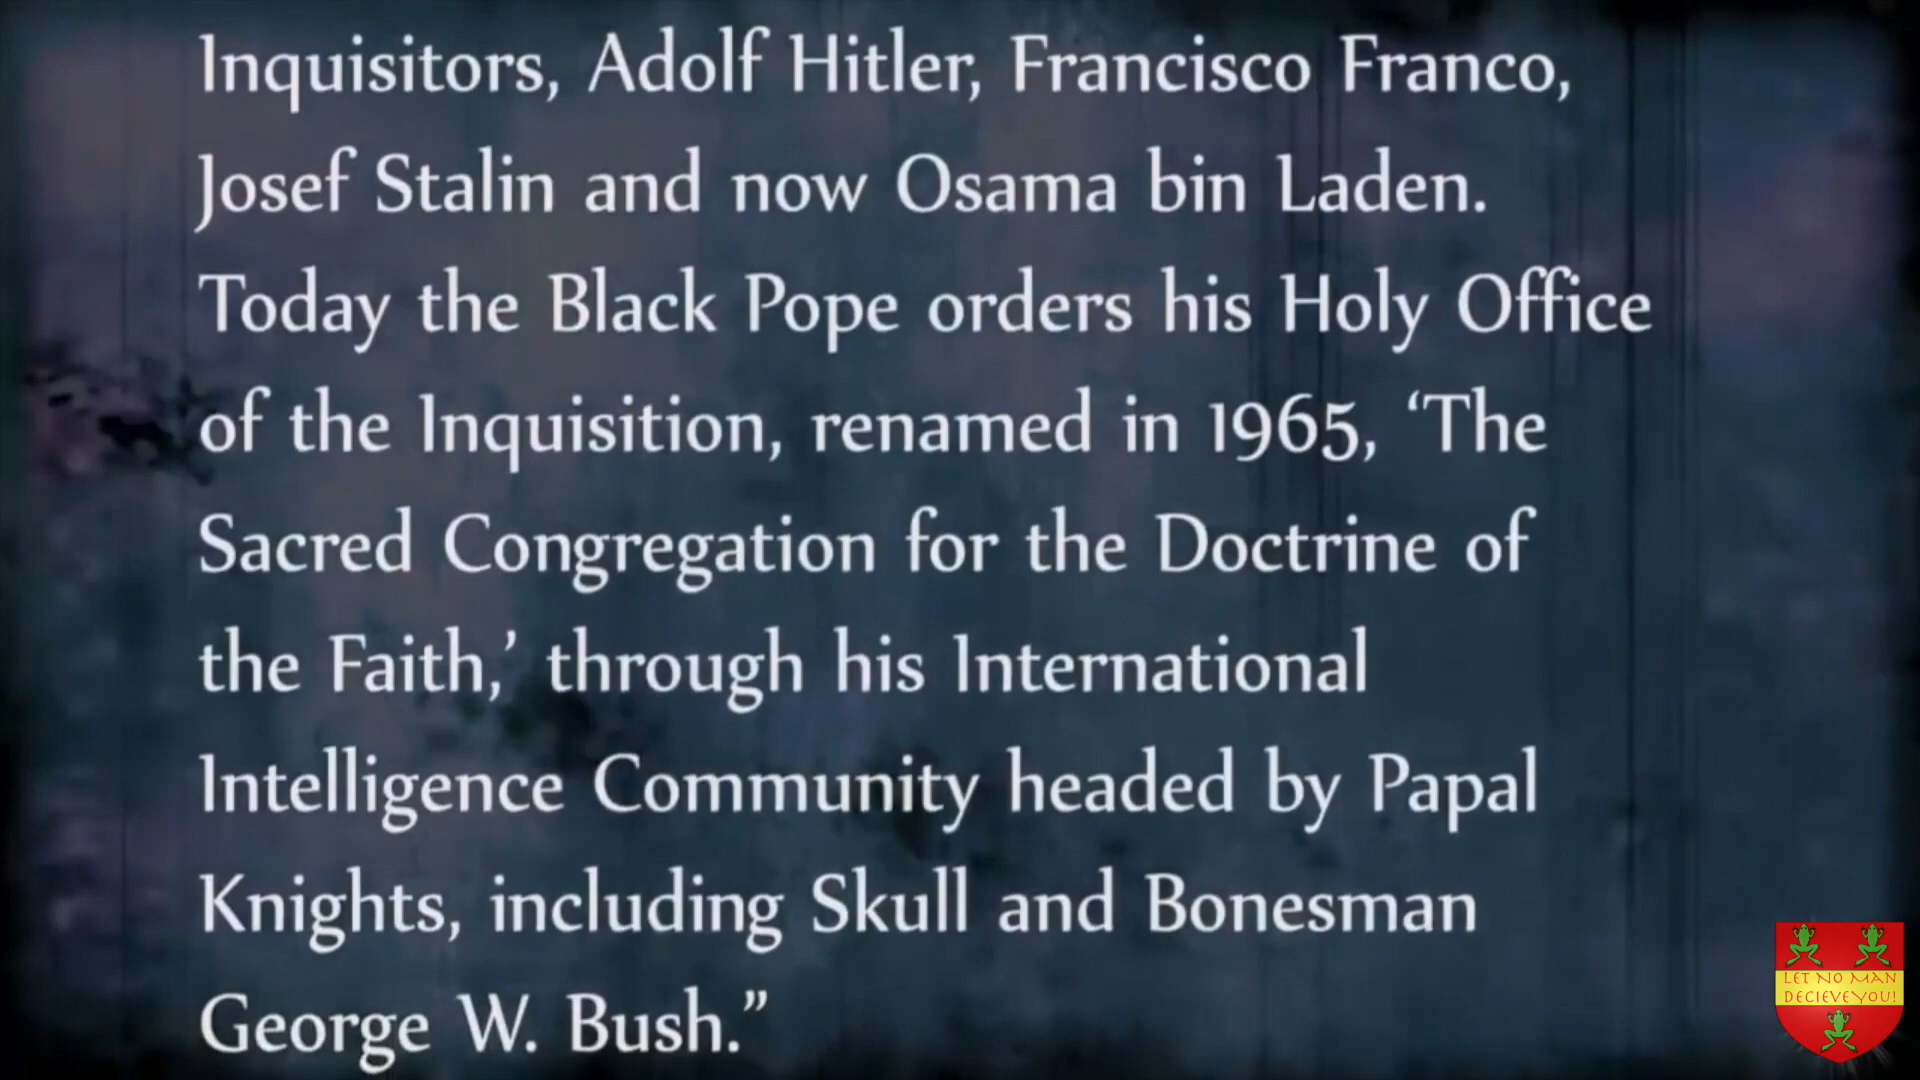 Inquisitors, Adolf Hitler, Francisco Franco,
Josef Stalin and now Osama bin Laden.
Today the Black Pope orders his Holy Office
of the Inquisition, renamed in 1965, ‘The
Sacred Congregation for the Doctrine of
the Faith,’ through his International
Intelligence Community headed by Papal
Knights, including Skull and Bonesman
George W. Bush.”
LET NO MAN
DECIEVE YOU!